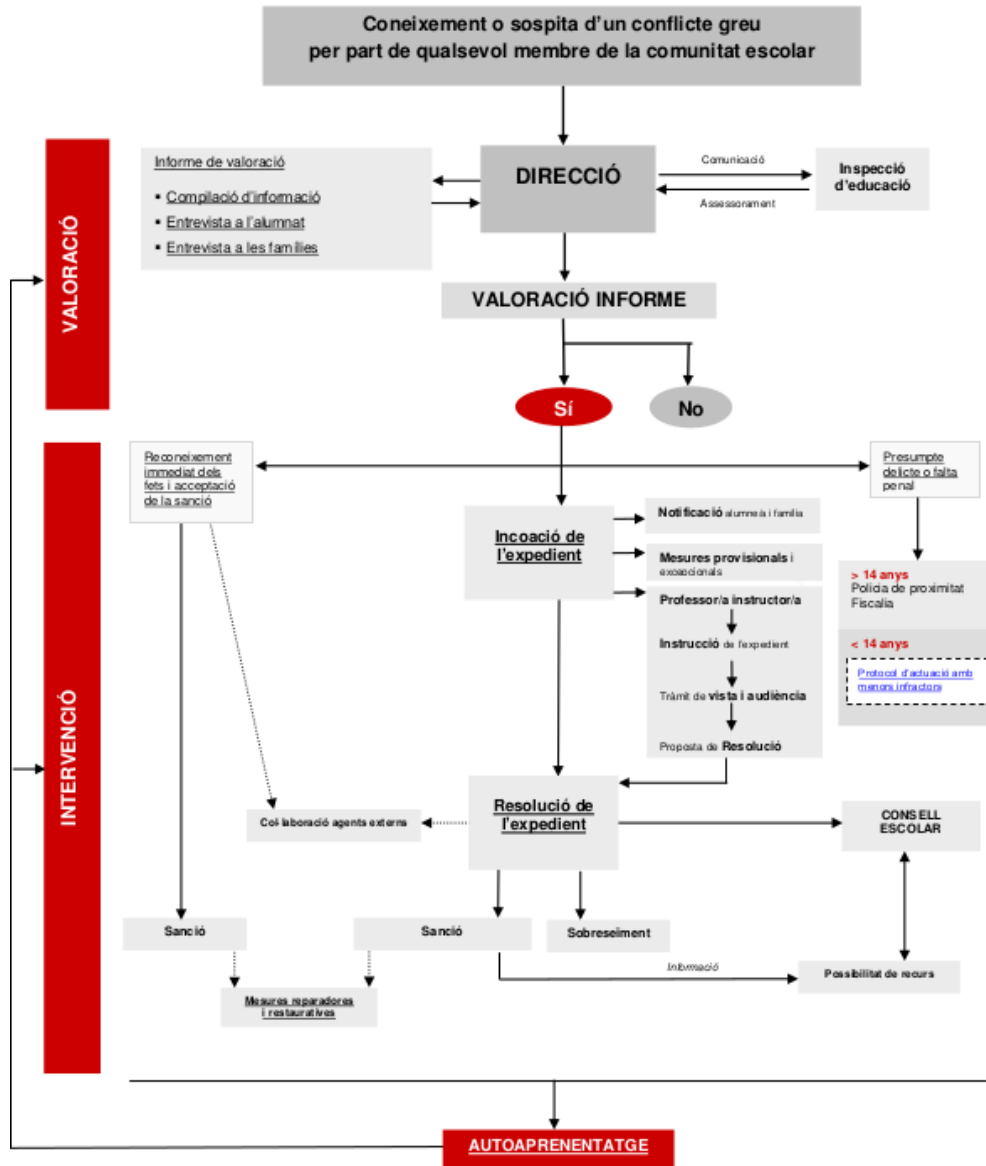 Coneixement o sospita d'un conflicte greu
per part de qualsevol membre de la comunitat escolar
VALORACIÓ
Informe de valoració
▪ Compilació d'informació
▪ Entrevista a l'alumnat
▪ Entrevista a les famílies
DIRECCIÓ
Comunicació
Assessorament
Inspecció
d'educació
VALORACIÓ INFORME
Sí
No
INTERVENCIÓ
Reconeixement
immediat dels
fets i acceptació
de la sanció
Presumpte
delicte o falta
penal
Incoació de
l'expedient
Notificació alumne/a i família
Mesures provisionals i
excepcionals
Professor/a instructor/a
Instrucció de l'expedient
Tràmit de vista i audiència
Proposta de Resolució
> 14 anys
Policia de proximitat
Fiscalia
< 14 anys
Protocol d'actuació amb
menors infractors
Resolució de
l'expedient
Col·laboració agents externs
CONSELL
ESCOLAR
Sanció
Sanció
Sobreseïment
Informació
Possibilitat de recurs
Mesures reparadores
i restauratives
AUTOAPRENENTATGE